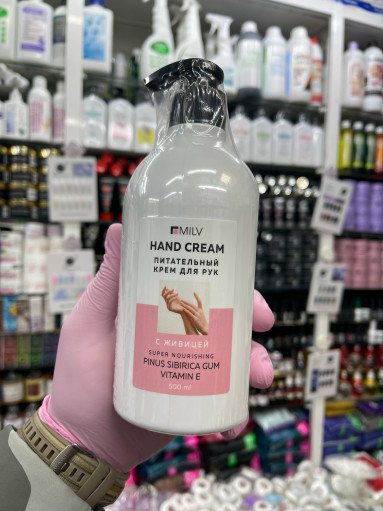 MILV
HAND CREAM
ПИТАТЕЛЬНЫЙ
КРЕМ ДЛЯ РУК
С ЖИВИЦЕЙ
SUPER NOURISHING
PINUS SIBIRICA GUM
VITAMIN E
500 ml